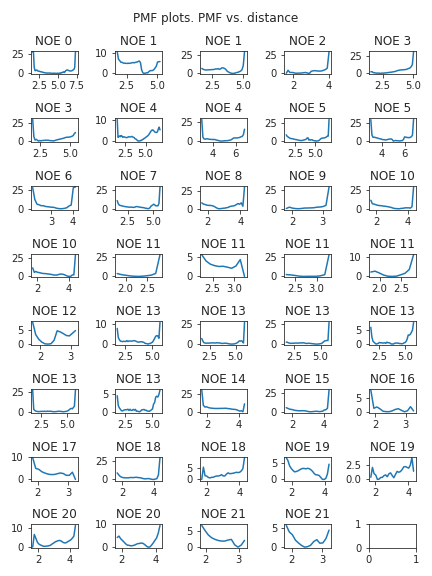 PMF plots. PMF vs. distance
NOE 0 NOE 1 NOE 1 NOE 2 NOE 3
25 10 25 25 25
0 0 0 0 0
2.5 5.0 7.5 2.5 5.0 2.5 5.0 2 4 2.5 5.0
NOE 3 NOE 4 NOE 4 NOE 5 NOE 5
25 10 25 25 25
0 0 0 0 0
2.5 5.0 2.5 5.0 4 6 2.5 5.0 4 6
NOE 6 NOE 7 NOE 8 NOE 9 NOE 10
25 25 25 25 25
0 0 0 0 0
3 4 2.5 5.0 2 4 2 3 2 4
NOE 10 NOE 11 NOE 11 NOE 11 NOE 11
25 25 5 25 10
0 0 0 0 0
2 4 2.0 2.5 2.5 3.0 2.5 3.0 2.0 2.5
NOE 12 NOE 13 NOE 13 NOE 13 NOE 13
5 10 25 25 5
0 0 0 0 0
2 3 2.5 5.0 2.5 5.0 2.5 5.0 2.5 5.0
NOE 13 NOE 13 NOE 14 NOE 15 NOE 16
25 5 25 25 5
0 0 0 0 0
2.5 5.0 2.5 5.0 2 4 2 4 2 3
NOE 17 NOE 18 NOE 18 NOE 19 NOE 19
10 25 5 5 2.5
0 0 0 0 0.0
2 3 2 4 2 4 2 4 2 4
NOE 20 NOE 20 NOE 21 NOE 21
10 10 5 5 1
0 0 0 0 0
2 4 2 4 2 3 2 3 0 1